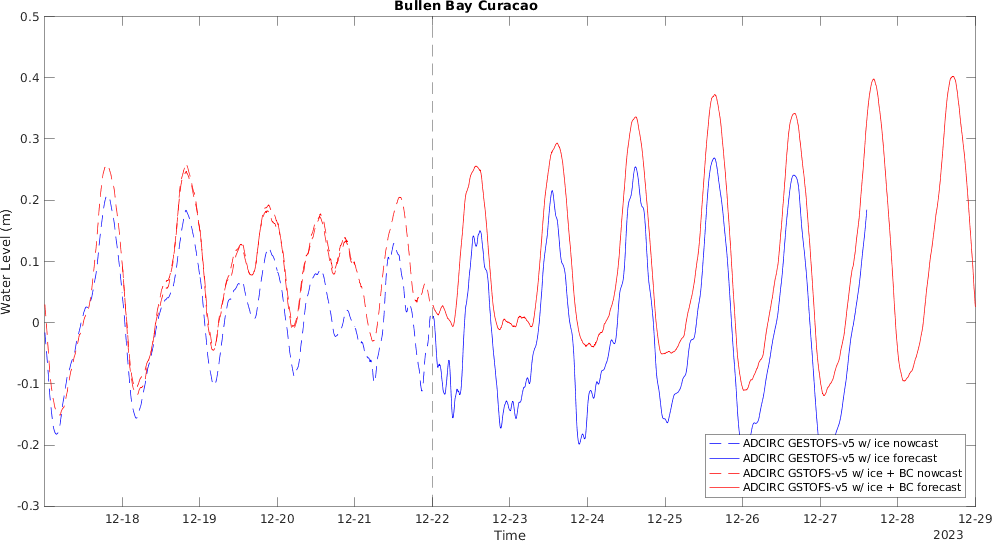 Bullen Bay Curacao
0.5
0.4
0.3
0.2
0.1
0
-0.1
-0.2
-0.3
Water Level (m)
ADCIRC GESTOFS-v5 w/ ice nowcast
ADCIRC GESTOFS-v5 w/ ice forecast
ADCIRC GSTOFS-v5 w/ ice + BC nowcast
ADCIRC GSTOFS-v5 w/ ice + BC forecast
12-18 12-19 12-20 12-21 12-22 12-23 12-24 12-25 12-26 12-27 12-28 12-29
Time
2023